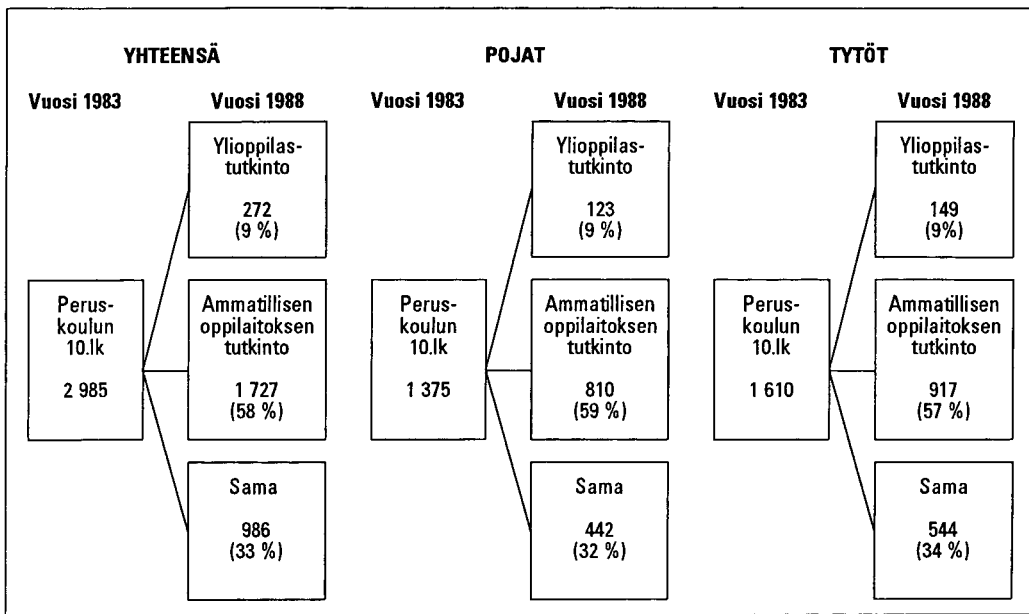 YHTEENSÄ
Vuosi 1983
Vuosi 1988
Perus-
koulun
10.lk
2 985
Ylioppilas-
tutkinto
272
(9 %)
Ammatillisen
oppilaitoksen
tutkinto
1 727
(58 %)
Sama
986
(33 %)
POJAT
Vuosi 1983
Vuosi 1988
Perus-
koulun
10.lk
1 375
Ylioppilas-
tutkinto
123
(9 %)
Ammatillisen
oppilaitoksen
tutkinto
810
(59 %)
Sama
442
(32 %)
TYTÖT
Vuosi 1983
Vuosi 1988
Perus-
koulun
10.lk
1 610
Ylioppilas-
tutkinto
149
(9%)
Ammatillisen
oppilaitoksen
tutkinto
917
(57 %)
Sama
544
(34 %)